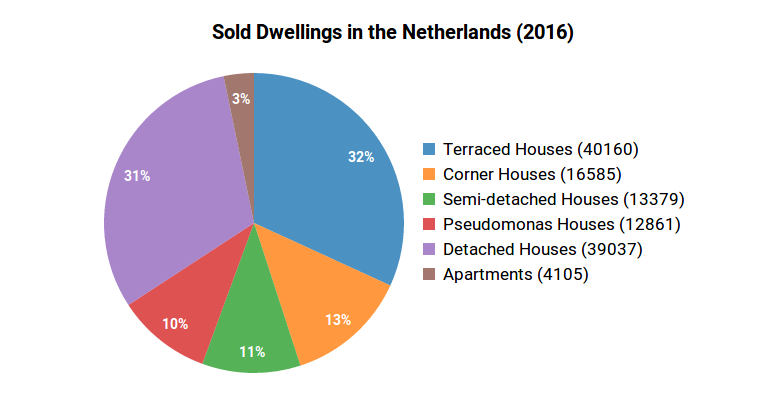 Sold Dwellings in the Netherlands (2016)
3%
32%
31%
13%
10%
11%
Terraced Houses (40160)
Corner Houses (16585)
Semi-detached Houses (13379)
Pseudomonas Houses (12861)
Detached Houses (39037)
Apartments (4105)